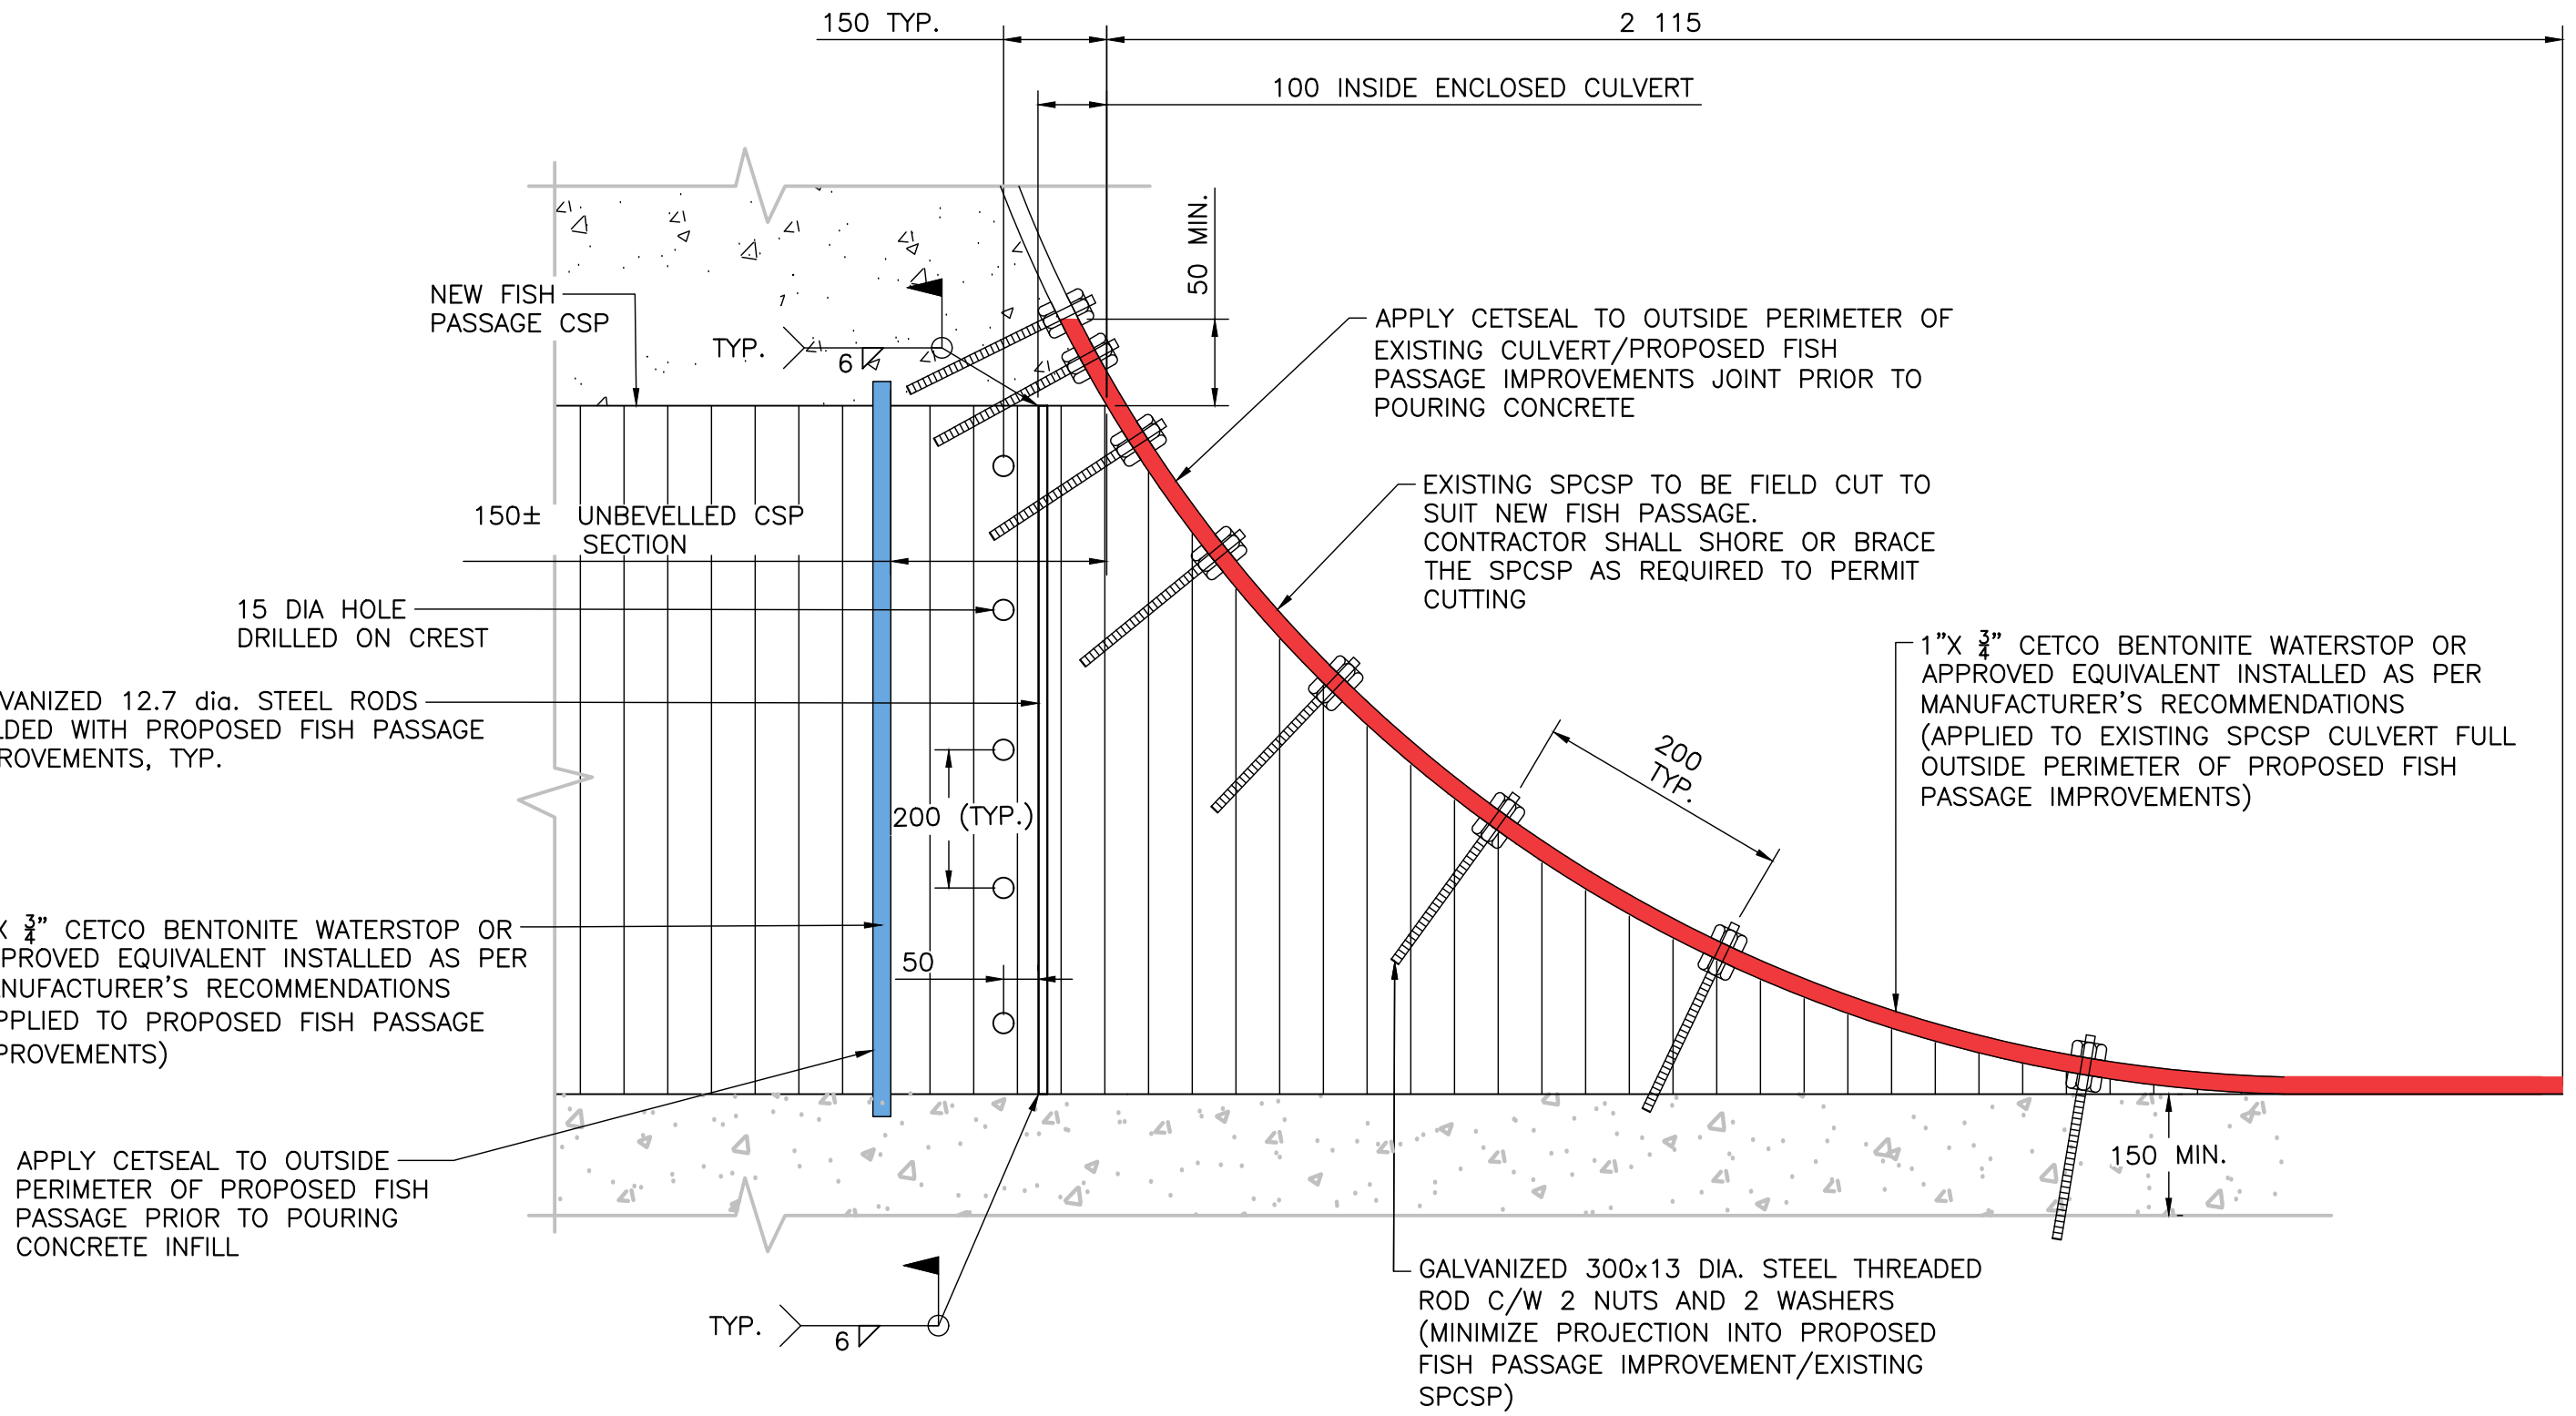 150 TYP.
2 115
100 INSIDE ENCLOSED CULVERT
50 MIN.
NEW FISH
PASSAGE CSP
TYP.
6
APPLY CETSEAL TO OUTSIDE PERIMETER OF
EXISTING CULVERT/PROPOSED FISH
PASSAGE IMPROVEMENTS JOINT PRIOR TO
POURING CONCRETE
150± UNBEVELLED CSP
SECTION
EXISTING SPCSP TO BE FIELD CUT TO
SUIT NEW FISH PASSAGE.
CONTRACTOR SHALL SHORE OR BRACE
THE SPCSP AS REQUIRED TO PERMIT
CUTTING
15 DIA HOLE
DRILLED ON CREST
1"X 3/4" CETCO BENTONITE WATERSTOP OR
APPROVED EQUIVALENT INSTALLED AS PER
MANUFACTURER'S RECOMMENDATIONS
(APPLIED TO EXISTING SPCSP CULVERT FULL
OUTSIDE PERIMETER OF PROPOSED FISH
PASSAGE IMPROVEMENTS)
VANIZED 12.7 dia. STEEL RODS
LDED WITH PROPOSED FISH PASSAGE
ROVEMENTS, TYP.
200
TYP.
200 (TYP.)
X 3/4" CETCO BENTONITE WATERSTOP OR
PROVED EQUIVALENT INSTALLED AS PER
NUFACTURER'S RECOMMENDATIONS
PPLIED TO PROPOSED FISH PASSAGE
PROVEMENTS)
50
APPLY CETSEAL TO OUTSIDE
PERIMETER OF PROPOSED FISH
PASSAGE PRIOR TO POURING
CONCRETE INFILL
150 MIN.
TYP.
6
GALVANIZED 300x13 DIA. STEEL THREADED
ROD C/W 2 NUTS AND 2 WASHERS
(MINIMIZE PROJECTION INTO PROPOSED
FISH PASSAGE IMPROVEMENT/EXISTING
SPCSP)